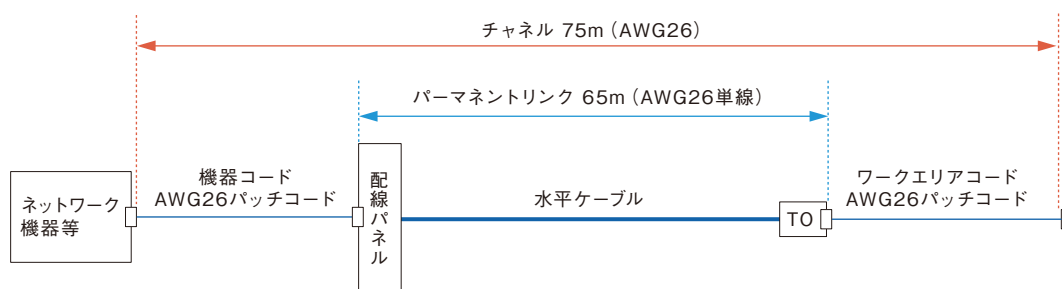 チャネル 75m（AWG26）
パーマネントリンク 65m（AWG26単線）
ネットワーク
機器等
機器コード
AWG26パッチコード
配線パネル
水平ケーブル
TO
ワークエリアコード
AWG26パッチコード